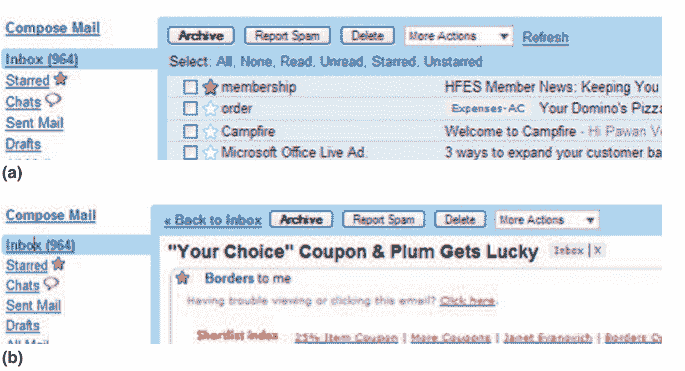 Compose Mail
Archive Report Spam Delete More Actions Refresh
Inbox (964)
Select: All, None, Read, Unread, Starred, Unstarred
Starred
membership HFES Member News: Keeping You
Chats
order Expenses-AC Your Domino's Pizza
Sent Mail
Campfire Welcome to Campfire - Hi Pawan
Drafts
Microsoft Office Live Ad. 3 ways to expand your customer ba
(a)
Compose Mail
« Back to Inbox Archive Report Spam Delete More Actions
Inbox (964)
"Your Choice" Coupon & Plum Gets Lucky Inbox | X
Starred
Borders to me
Chats
Having trouble viewing or clicking this email? Click here.
Sent Mail
Drafts
Shortlist Index 25% Item Coupon | More Coupons | Janet Evanovich | Borders
All Mail
(b)